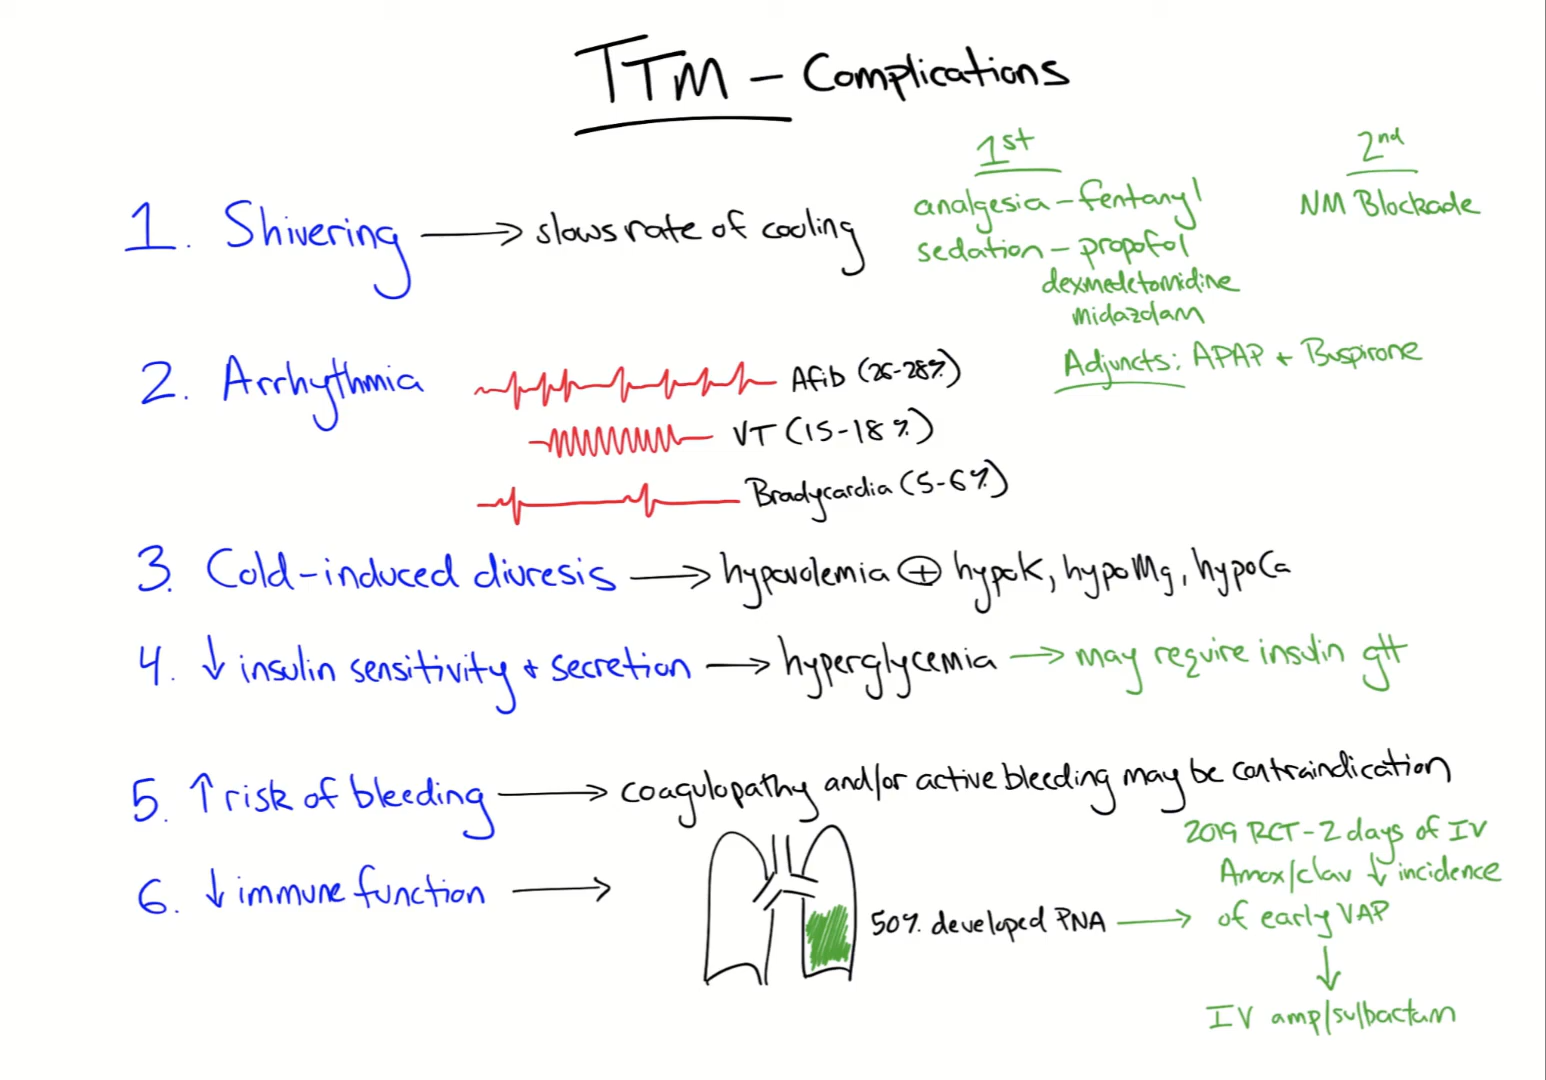 TTM - Complications
1st
analgesia - fentanyl
sedation - propofol
dexmedetomidine
midazolam
Adjuncts: APAP + Buspirone
2nd
NM Blockade
1. Shivering → slows rate of cooling
2. Arrhythmia
Afib (26-28%)
VT (15-18%)
Bradycardia (5-6%)
3. Cold-induced diuresis → hypovolemia ⊕ hypoK, hypoMg, hypoCa
4. ↓ insulin sensitivity + secretion → hyperglycemia → may require insulin gtt
5. ↑ risk of bleeding → coagulopathy and/or active bleeding may be contraindication
6. ↓ immune function →
50% developed PNA →
2019 RCT - 2 days of IV
Amox/clav ↓ incidence
of early VAP
↓
IV amp/sulbactam